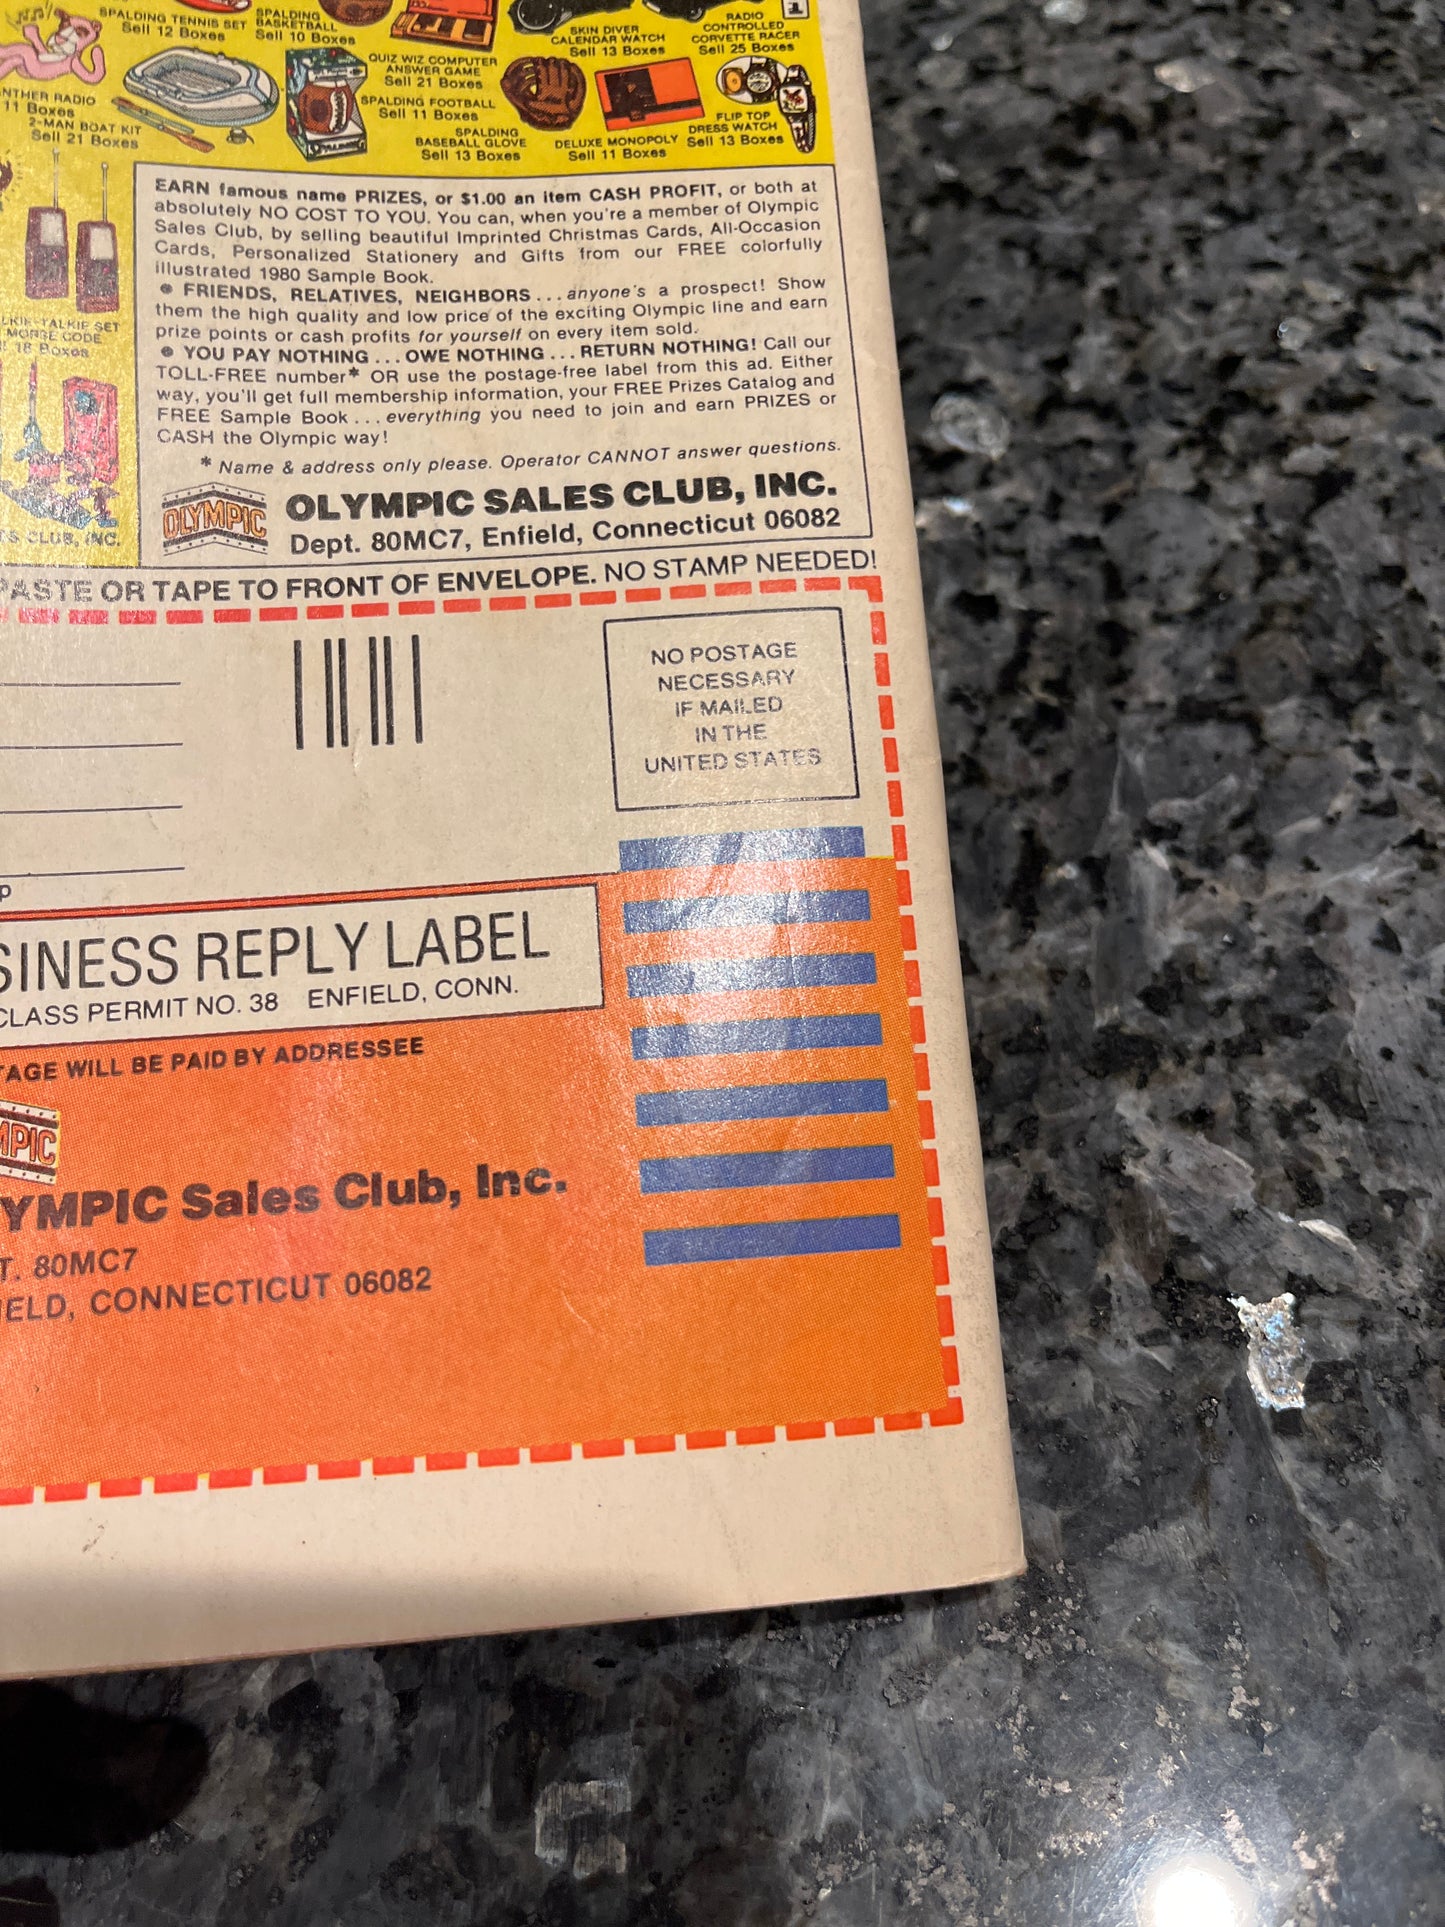 SPALDING TENNIS SET
Sell 12 Boxes
SPALDING
BASKETBALL
Sell 10 Boxes
SKIN DIVER
CALENDAR WATCH
Sell 13 Boxes
RADIO
CONTROLLED
CORVETTE RACER
Sell 25 Boxes
NTHER RADIO
11 Boxes
2-MAN BOAT KIT
Sell 21 Boxes
QUIZ WIZ COMPUTER
ANSWER GAME
Sell 21 Boxes
SPALDING FOOTBALL
Sell 11 Boxes
SPALDING
BASEBALL GLOVE
Sell 13 Boxes
DELUXE MONOPOLY
Sell 11 Boxes
FLIP TOP
DRESS WATCH
Sell 13 Boxes
LKIE-TALKIE SET
MORSE CODE
18 Boxes
S CLUB, INC.
EARN famous name PRIZES, or $1.00 an item CASH PROFIT, or both at
absolutely NO COST TO YOU. You can, when you're a member of Olympic
Sales Club, by selling beautiful Imprinted Christmas Cards, All-Occasion
Cards, Personalized Stationery and Gifts from our FREE colorfully
illustrated 1980 Sample Book.
● FRIENDS, RELATIVES, NEIGHBORS ... anyone's a prospect! Show
them the high quality and low price of the exciting Olympic line and earn
prize points or cash profits for yourself on every item sold.
● YOU PAY NOTHING ... OWE NOTHING ... RETURN NOTHING! Call our
TOLL-FREE number* OR use the postage-free label from this ad. Either
way, you'll get full membership information, your FREE Prizes Catalog and
FREE Sample Book ... everything you need to join and earn PRIZES or
CASH the Olympic way!
* Name & address only please. Operator CANNOT answer questions.
OLYMPIC
OLYMPIC SALES CLUB, INC.
Dept. 80MC7, Enfield, Connecticut 06082
PASTE OR TAPE TO FRONT OF ENVELOPE. NO STAMP NEEDED!
NO POSTAGE
NECESSARY
IF MAILED
IN THE
UNITED STATES
p
SINESS REPLY LABEL
CLASS PERMIT NO. 38 ENFIELD, CONN.
TAGE WILL BE PAID BY ADDRESSEE
MPIC
YMPIC Sales Club, Inc.
T. 80MC7
IELD, CONNECTICUT 06082